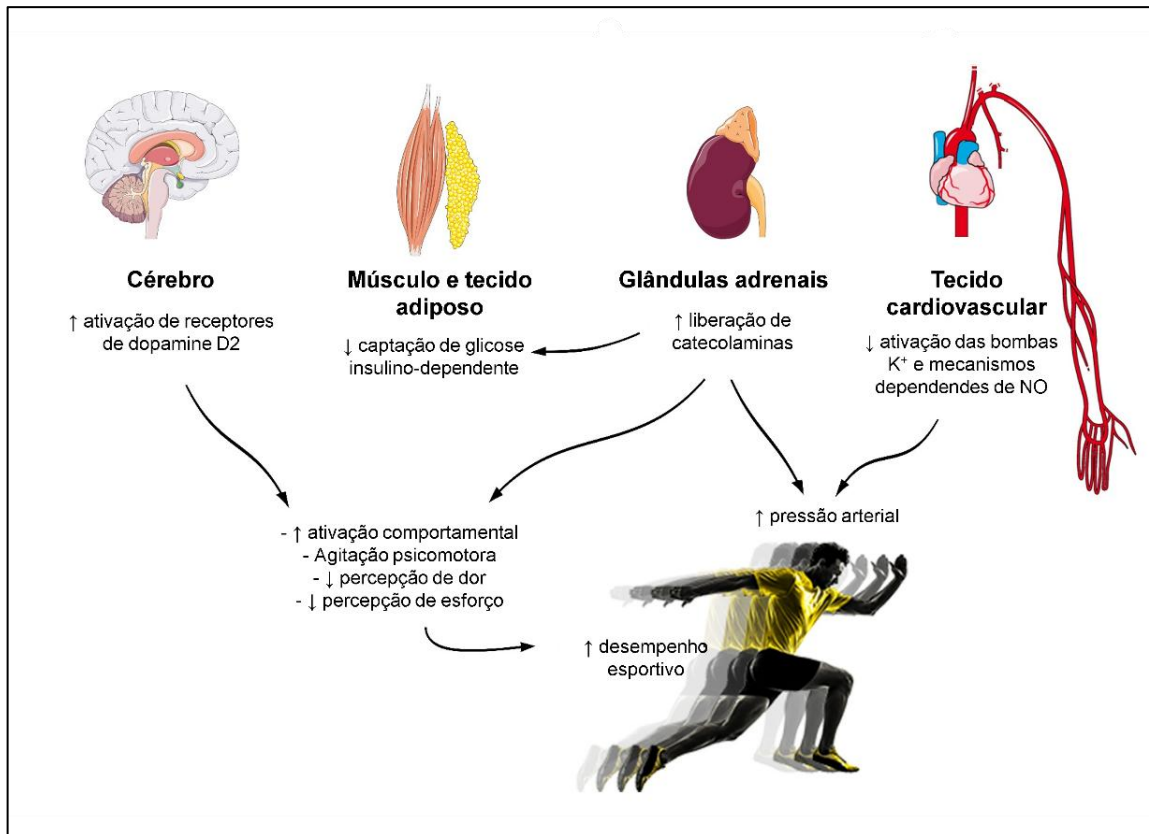 Cérebro
↑ ativação de receptores
de dopamine D2
Músculo e tecido
adiposo
↓ captação de glicose
insulino-dependente
Glândulas adrenais
↑ liberação de
catecolaminas
Tecido
cardiovascular
↓ ativação das bombas
K⁺ e mecanismos
dependendes de NO
- ↑ ativação comportamental
- Agitação psicomotora
- ↓ percepção de dor
- ↓ percepção de esforço
↑ pressão arterial
↑ desempenho
esportivo